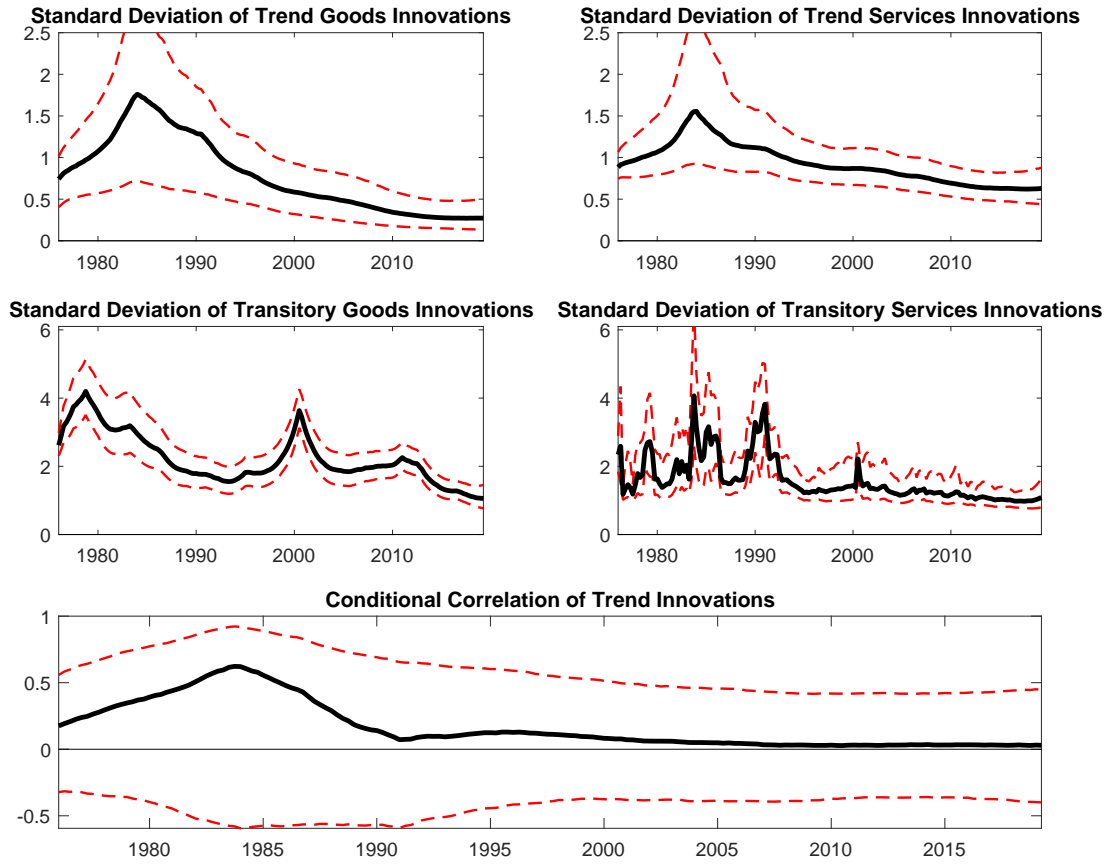 Standard Deviation of Trend Goods Innovations
2.5
2
1.5
1
0.5
0
1980 1990 2000 2010
Standard Deviation of Trend Services Innovations
2.5
2
1.5
1
0.5
0
1980 1990 2000 2010
Standard Deviation of Transitory Goods Innovations
6
4
2
0
1980 1990 2000 2010
Standard Deviation of Transitory Services Innovations
6
4
2
0
1980 1990 2000 2010
Conditional Correlation of Trend Innovations
1
0.5
0
-0.5
1980 1985 1990 1995 2000 2005 2010 2015